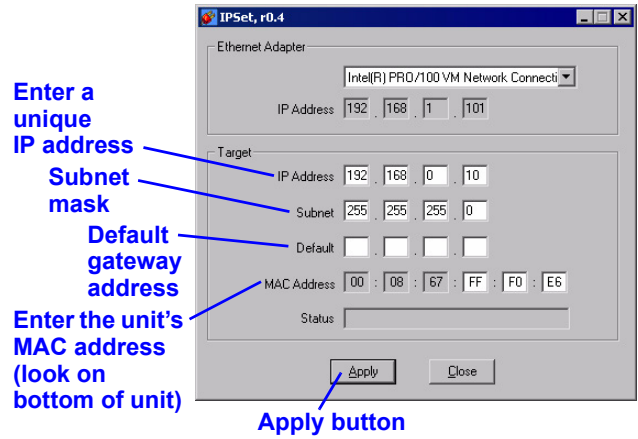 IPSet, r0.4
Ethernet Adapter
Intel(R) PRO/100 VM Network Connecti
IP Address 192 . 168 . 1 . 101
Enter a
unique
IP address
Target
IP Address 192 . 168 . 0 . 10
Subnet
mask
Subnet 255 . 255 . 255 . 0
Default
gateway
address
Default . . .
MAC Address 00 : 08 : 67 : FF : F0 : E6
Enter the unit's
MAC address
(look on
bottom of unit)
Status
Apply
Close
Apply button